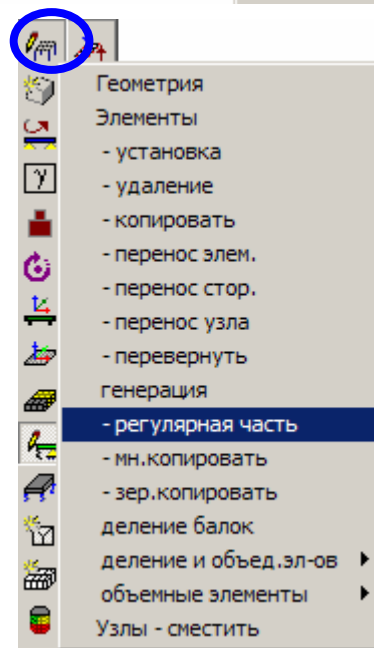 Геометрия
Элементы
- установка
- удаление
γ
- копировать
- перенос элем.
- перенос стор.
- перенос узла
- перевернуть
генерация
- регулярная часть
- мн.копировать
- зер.копировать
деление балок
деление и объед.эл-ов
объемные элементы
Узлы - сместить